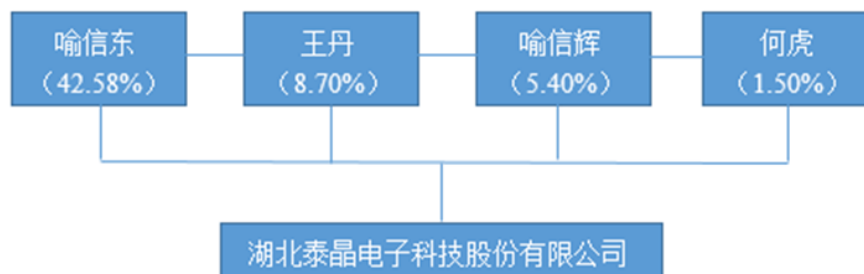 喻信东
（42.58%）
王丹
（8.70%）
喻信辉
（5.40%）
何虎
（1.50%）
湖北泰晶电子科技股份有限公司